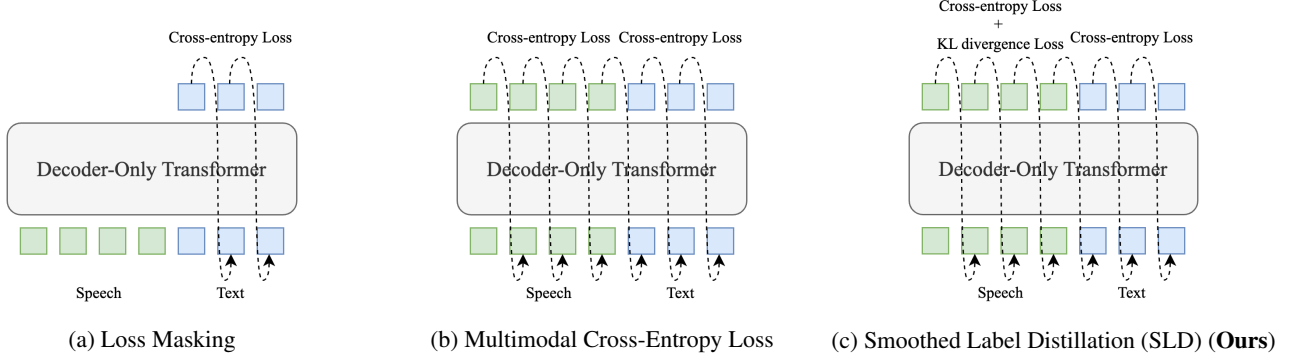 Cross-entropy Loss
Decoder-Only Transformer
Speech Text
(a) Loss Masking
Cross-entropy Loss Cross-entropy Loss
Decoder-Only Transformer
Speech Text
(b) Multimodal Cross-Entropy Loss
Cross-entropy Loss
+
KL divergence Loss Cross-entropy Loss
Decoder-Only Transformer
Speech Text
(c) Smoothed Label Distillation (SLD) (Ours)